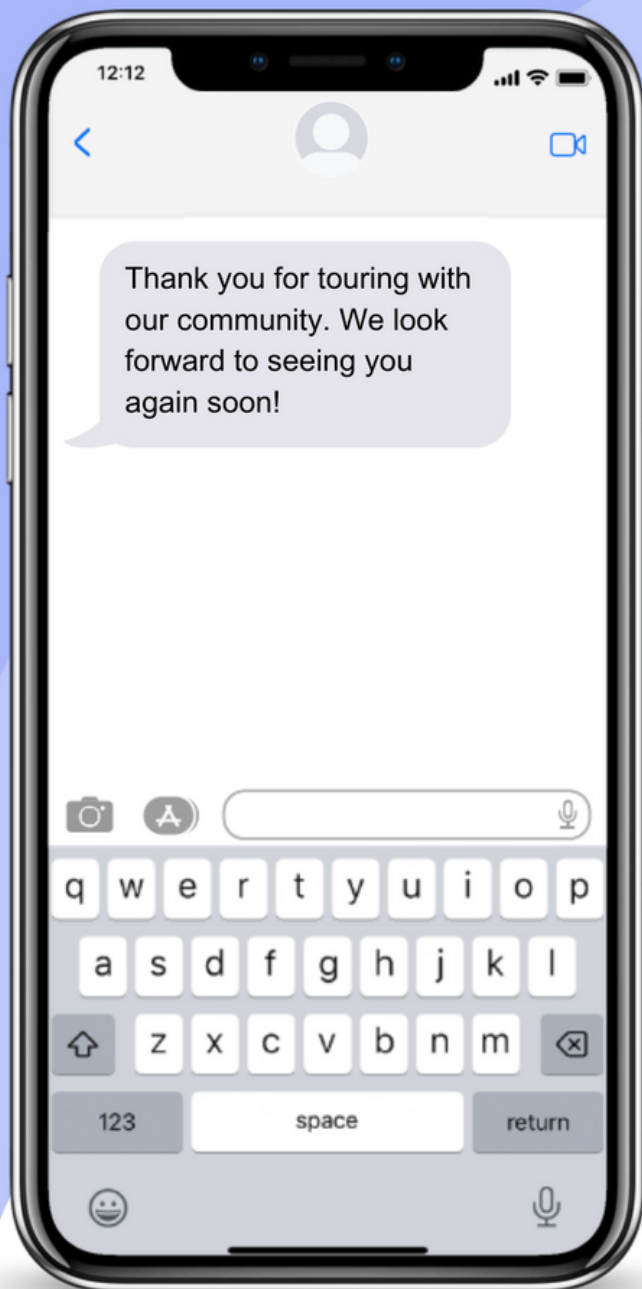 12:12
Thank you for touring with
our community. We look
forward to seeing you
again soon!
q w e r t y u i o p
a s d f g h j k l
z x c v b n m
123 space return